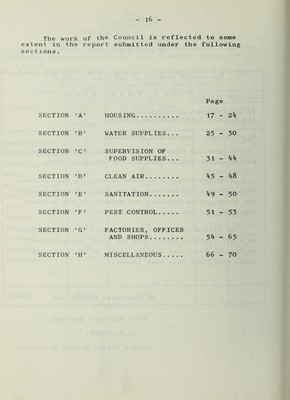 - 16 -
The work of the Council is reflected to some
extent in the report submitted under the following
sections.
Page
SECTION 'A' HOUSING.......... 17 - 24
SECTION 'B' WATER SUPPLIES... 25 - 30
SECTION 'C' SUPERVISION OF
FOOD SUPPLIES... 31 - 44
SECTION 'D' CLEAN AIR........ 45 - 48
SECTION 'E' SANITATION....... 49 - 50
SECTION 'F' PEST CONTROL..... 51 - 53
SECTION 'G' FACTORIES, OFFICES
AND SHOPS........ 54 - 65
SECTION 'H' MISCELLANEOUS..... 66 - 70